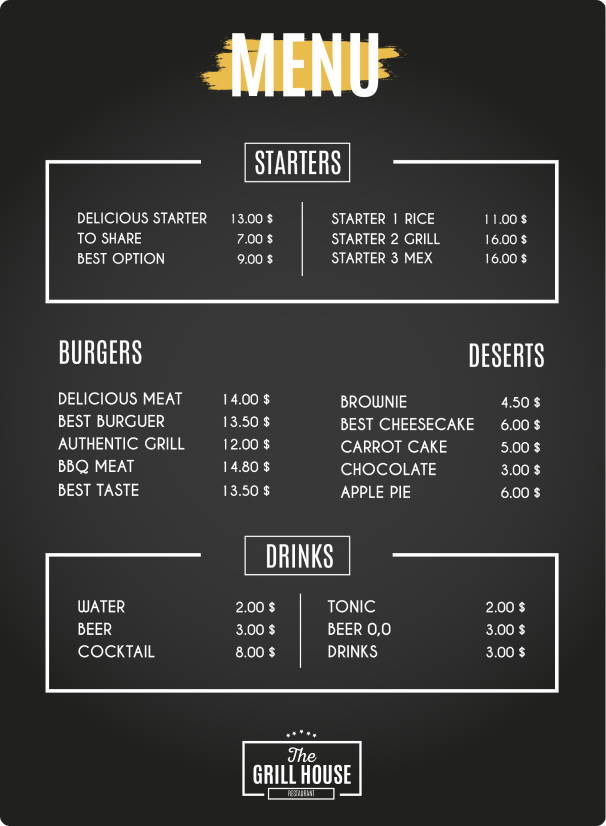 MENU
STARTERS
DELICIOUS STARTER 13.00 $
TO SHARE 7.00 $
BEST OPTION 9.00 $
STARTER 1 RICE 11.00 $
STARTER 2 GRILL 16.00 $
STARTER 3 MEX 16.00 $
BURGERS
DELICIOUS MEAT 14.00 $
BEST BURGUER 13.50 $
AUTHENTIC GRILL 12.00 $
BBQ MEAT 14.80 $
BEST TASTE 13.50 $
DESERTS
BROWNIE 4.50 $
BEST CHEESECAKE 6.00 $
CARROT CAKE 5.00 $
CHOCOLATE 3.00 $
APPLE PIE 6.00 $
DRINKS
WATER 2.00 $
BEER 3.00 $
COCKTAIL 8.00 $
TONIC 2.00 $
BEER 0,0 3.00 $
DRINKS 3.00 $
The
GRILL HOUSE
RESTAURANT